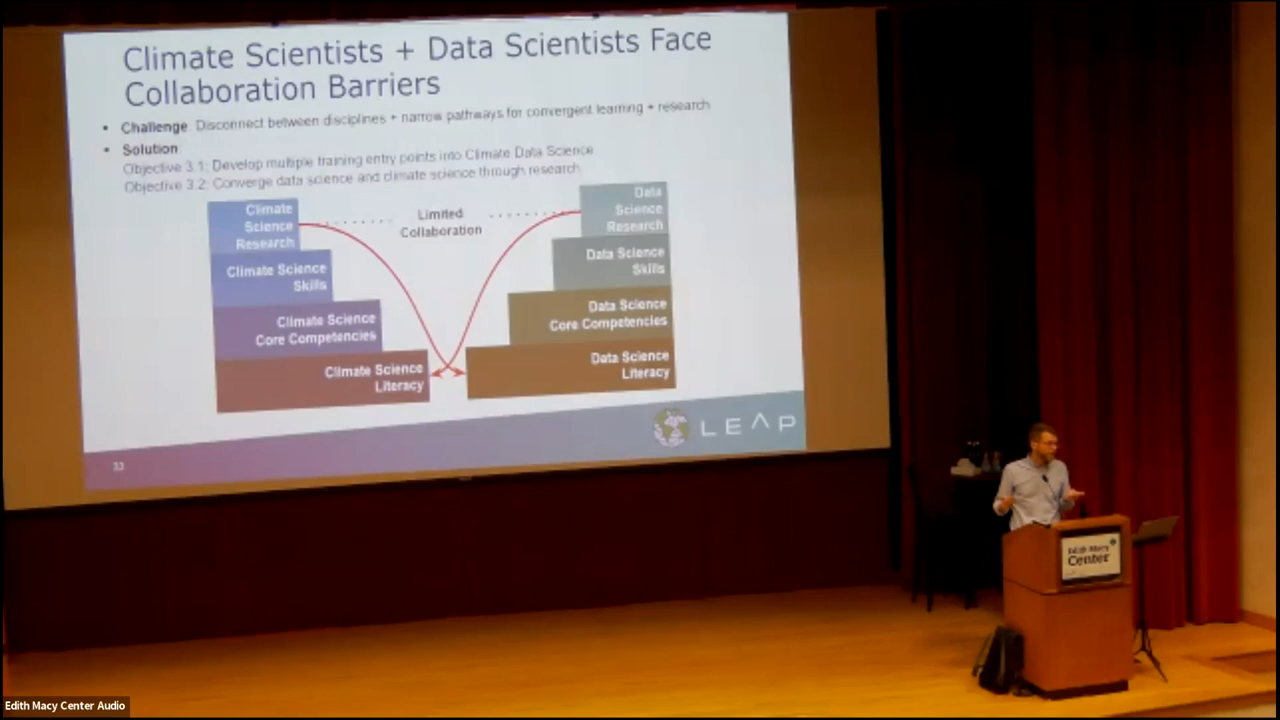 Climate Scientists + Data Scientists Face
Collaboration Barriers
• Challenge: Disconnect between disciplines + narrow pathways for convergent learning + research
• Solution
Objective 3.1: Develop multiple training entry points into Climate Data Science
Objective 3.2: Converge data science and climate science through research
Climate
Science
Research
Limited
Collaboration
Data
Science
Research
Climate Science
Skills
Data Science
Skills
Climate Science
Core Competencies
Data Science
Core Competencies
Climate Science
Literacy
Data Science
Literacy
33
LEAP
Edith Macy
Center
Edith Macy Center Audio